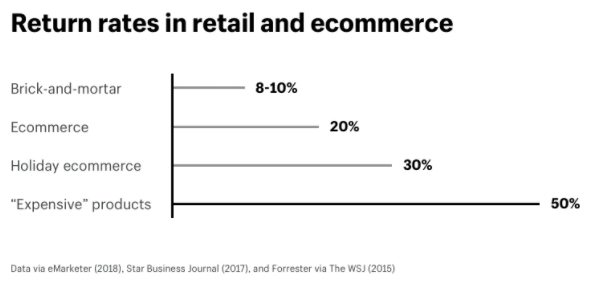 Return rates in retail and ecommerce
Brick-and-mortar 8-10%
Ecommerce 20%
Holiday ecommerce 30%
“Expensive” products 50%
Data via eMarketer (2018), Star Business Journal (2017), and Forrester via The WSJ (2015)